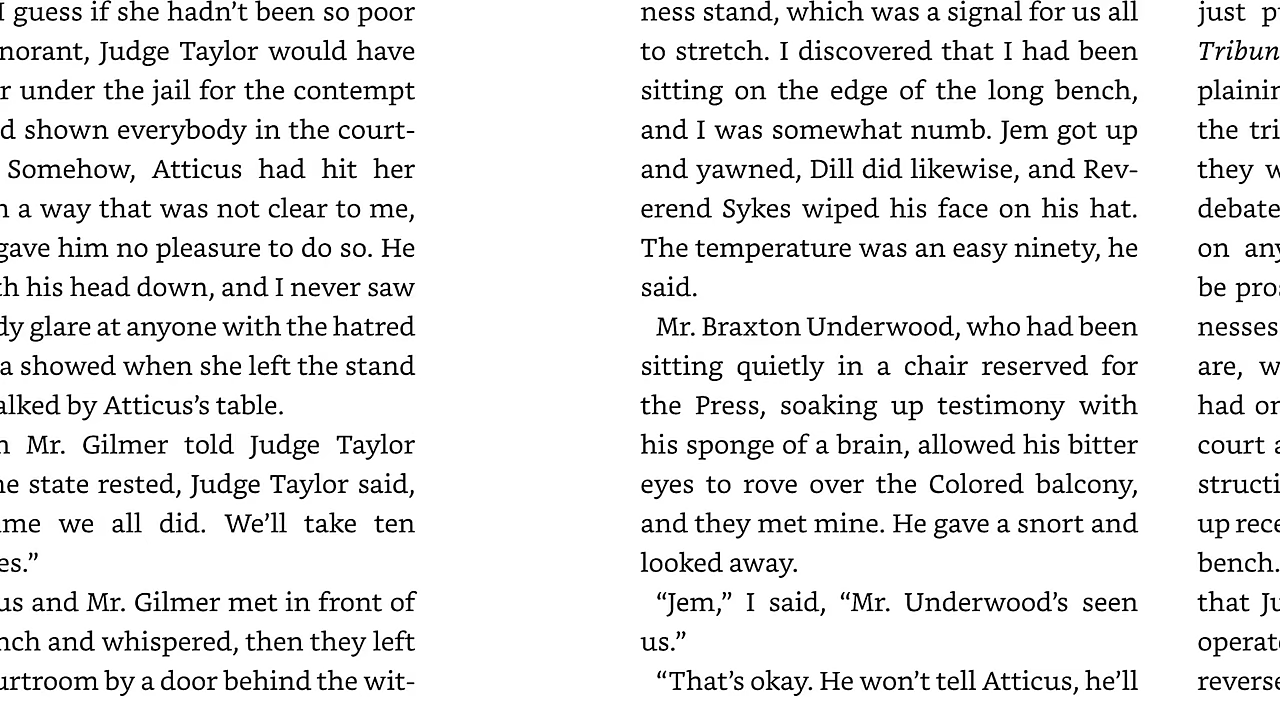 I guess if she hadn’t been so poor
norant, Judge Taylor would have
under the jail for the contempt
shown everybody in the court-
Somehow, Atticus had hit her
a way that was not clear to me,
gave him no pleasure to do so. He
his head down, and I never saw
glare at anyone with the hatred
a showed when she left the stand
alked by Atticus’s table.
Mr. Gilmer told Judge Taylor
state rested, Judge Taylor said,
we all did. We’ll take ten
es.”
us and Mr. Gilmer met in front of
nch and whispered, then they left
urtroom by a door behind the wit-
ness stand, which was a signal for us all
to stretch. I discovered that I had been
sitting on the edge of the long bench,
and I was somewhat numb. Jem got up
and yawned, Dill did likewise, and Rev-
erend Sykes wiped his face on his hat.
The temperature was an easy ninety, he
said.
Mr. Braxton Underwood, who had been
sitting quietly in a chair reserved for
the Press, soaking up testimony with
his sponge of a brain, allowed his bitter
eyes to rove over the Colored balcony,
and they met mine. He gave a snort and
looked away.
“Jem,” I said, “Mr. Underwood’s seen
us.”
“That’s okay. He won’t tell Atticus, he’ll
just p
Tribun
plainin
the tri
they w
debate
on any
be pros
nesses
are, w
had on
court a
structi
up rece
bench.
that Ju
operate
reverse